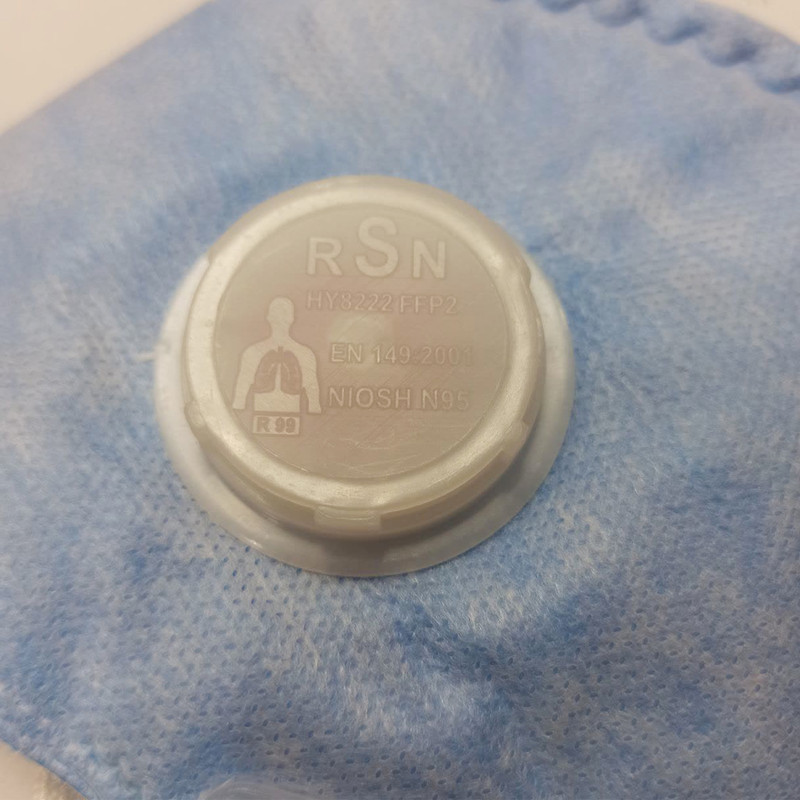 RSN
HY8222 FFP2
EN 149:2001
NIOSH N95
R 99